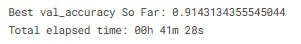 Best val_accuracy So Far: 0.9143134355545044
Total elapsed time: 00h 41m 28s